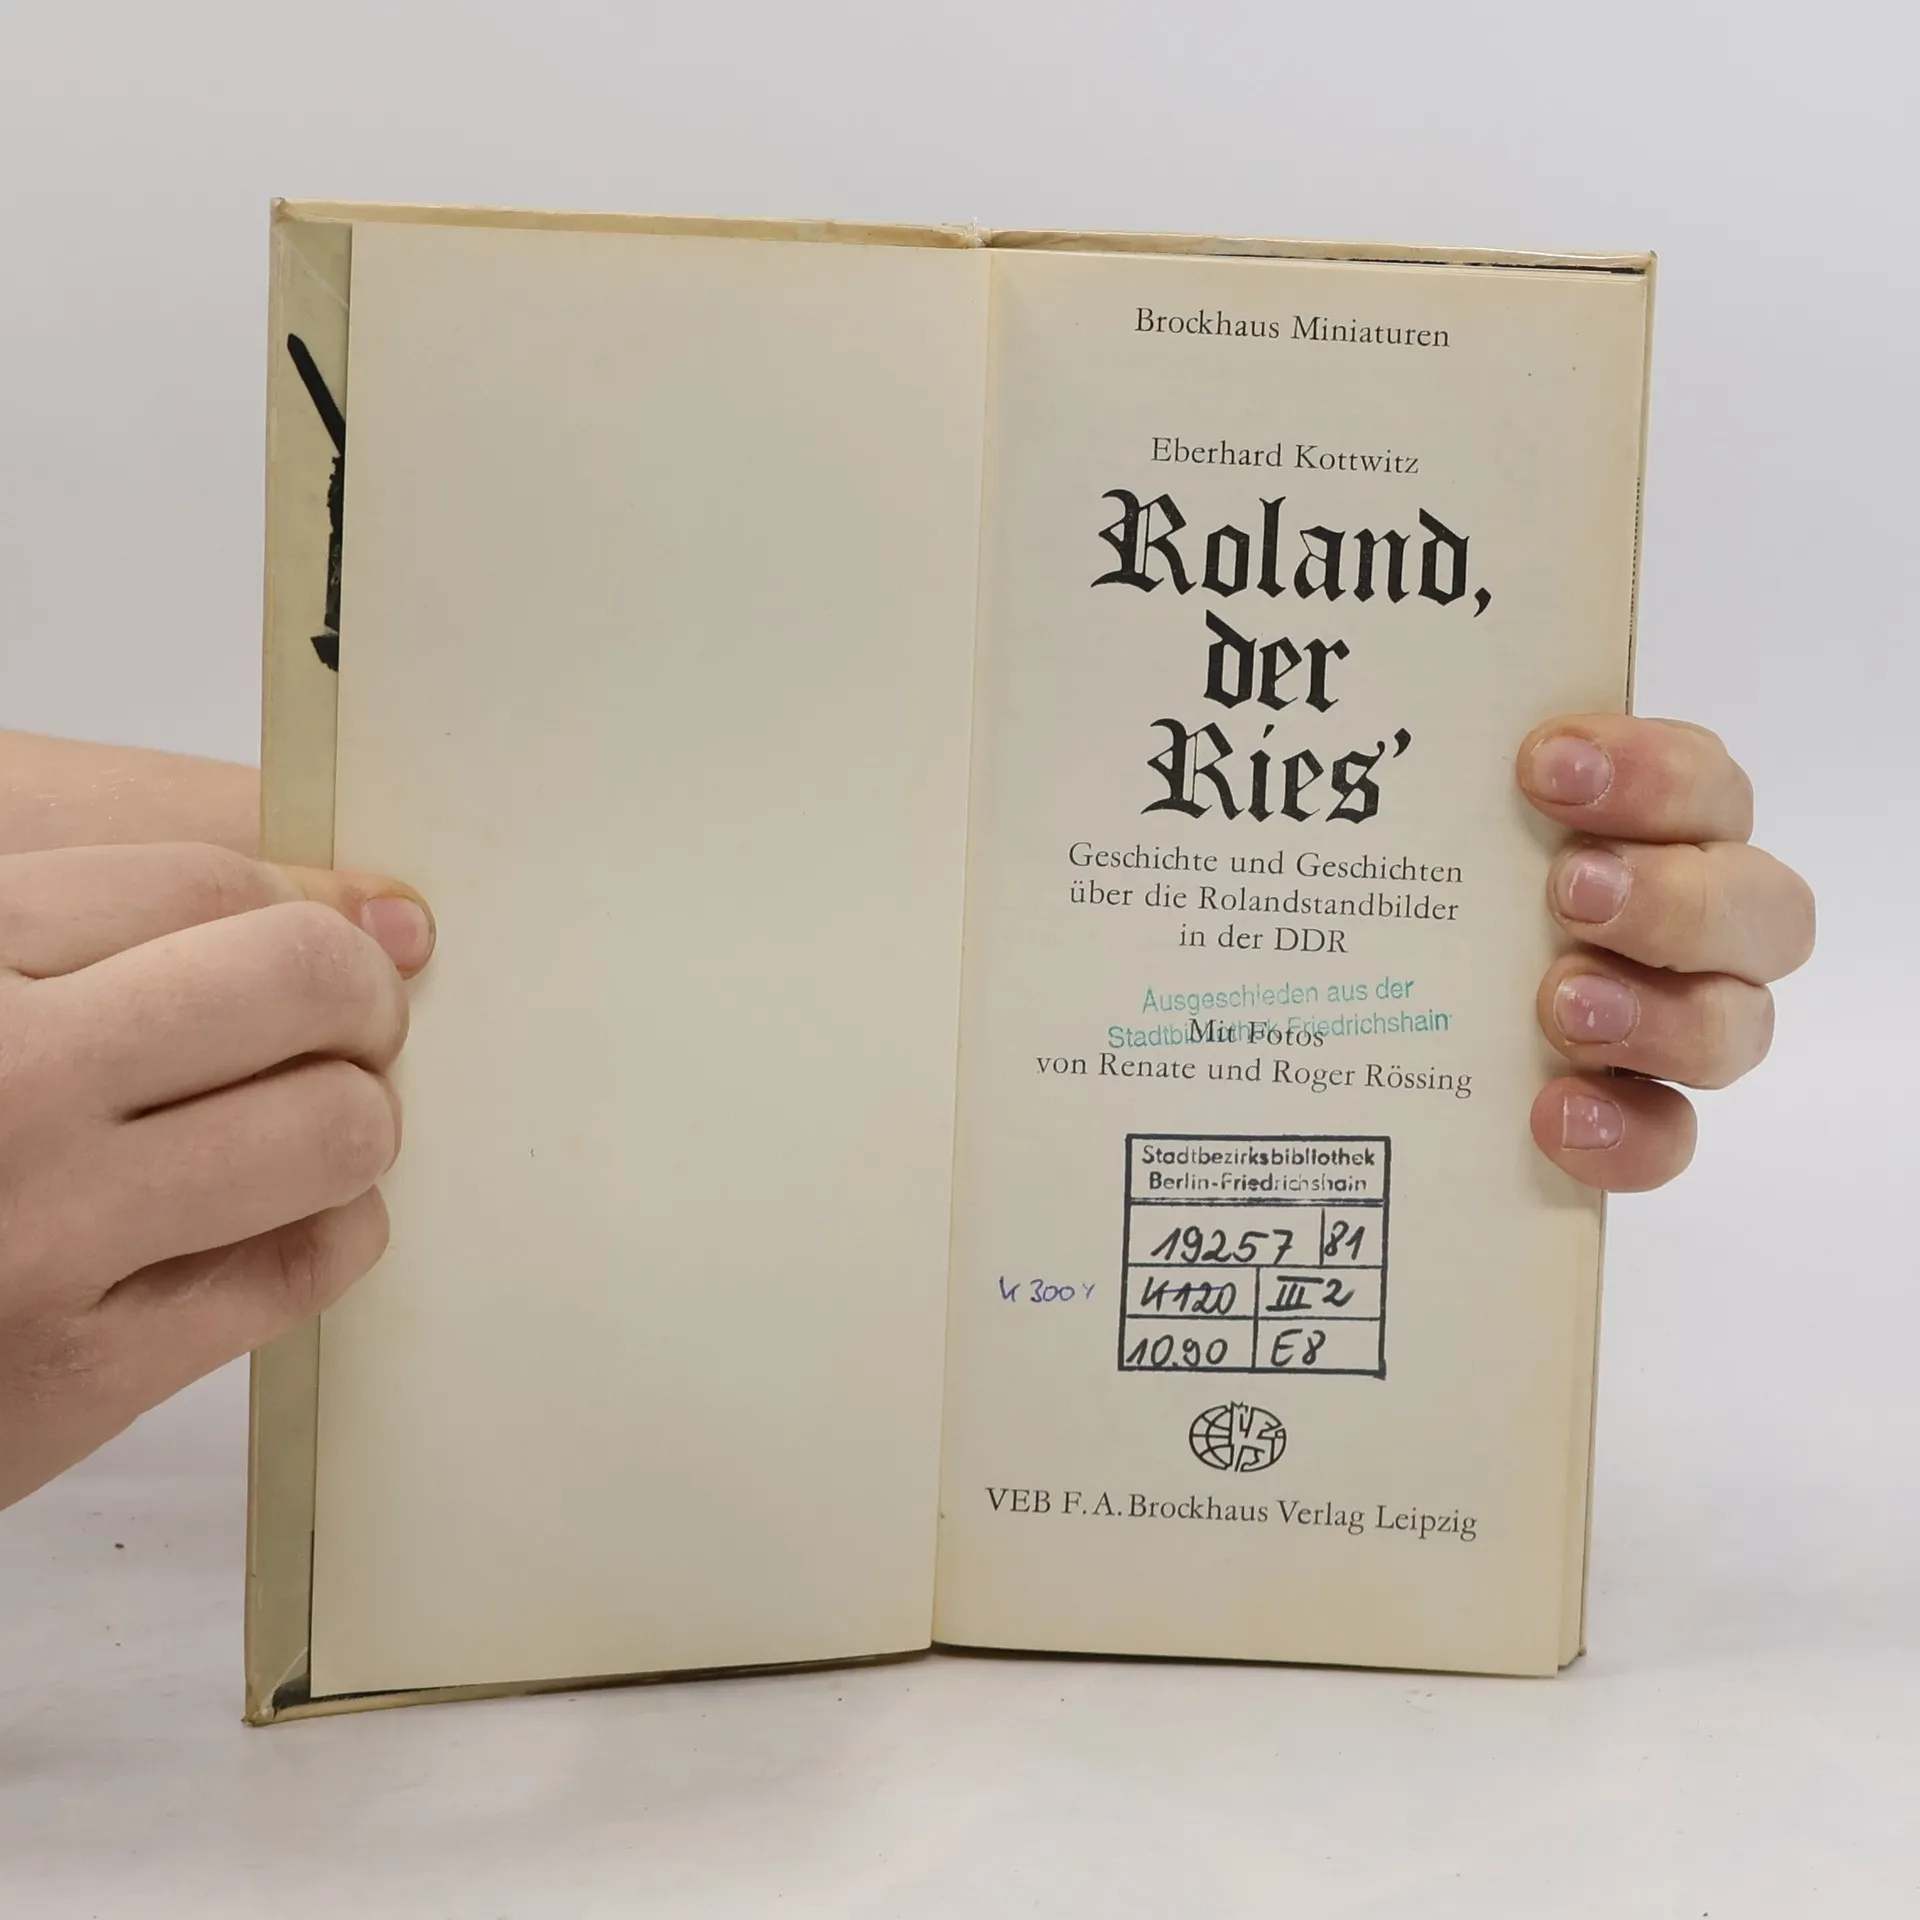 Brockhaus Miniaturen
Eberhard Kottwitz
Roland,
der
Ries’
Geschichte und Geschichten
über die Rolandstandbilder
in der DDR
Ausgeschieden aus der
Stadtbibliothek Friedrichshain
Mit Fotos
von Renate und Roger Rössing
Stadtbezirksbibliothek
Berlin-Friedrichshain
19257 81
K 300
K120 III 2
10.90 E8
VEB F. A. Brockhaus Verlag Leipzig